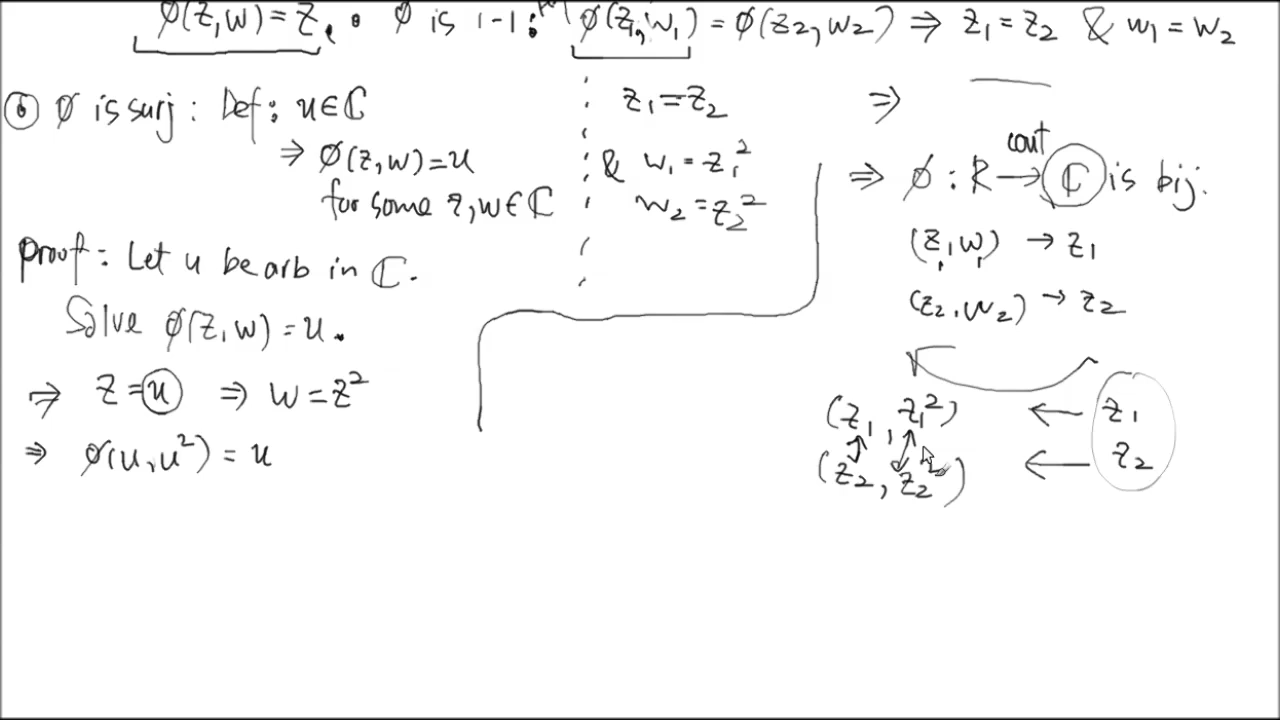 ø(z,w) = z. • ø is 1-1: ø(z₁,w₁) = ø(z₂,w₂) ⇒ z₁ = z₂ & w₁ = w₂
⑥ ø is surj: Def: u ∈ ℂ
⇒ ø(z,w) = u
for some z,w ∈ ℂ
Proof: Let u be arb in ℂ.
Solve ø(z,w) = u.
⇒ z = u ⇒ w = z²
⇒ ø(u,u²) = u
z₁ = z₂
& w₁ = z₁²
w₂ = z₂²
⇒
cont
⇒ ø : R → ℂ is bij.
(z₁,w₁) → z₁
(z₂,w₂) → z₂
(z₁, z₁²) ← z₁
(z₂, z₂²) ← z₂